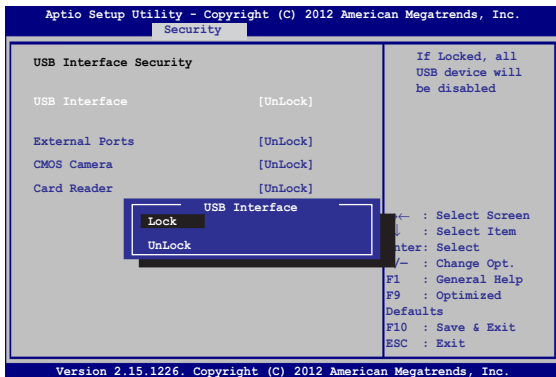 Aptio Setup Utility - Copyright (C) 2012 American Megatrends, Inc.
Security
USB Interface Security
USB Interface [UnLock]
External Ports [UnLock]
CMOS Camera [UnLock]
Card Reader [UnLock]
USB Interface
Lock
UnLock
If Locked, all
USB device will
be disabled
→← : Select Screen
↓ : Select Item
nter: Select
/— : Change Opt.
F1 : General Help
F9 : Optimized
Defaults
F10 : Save & Exit
ESC : Exit
Version 2.15.1226. Copyright (C) 2012 American Megatrends, Inc.